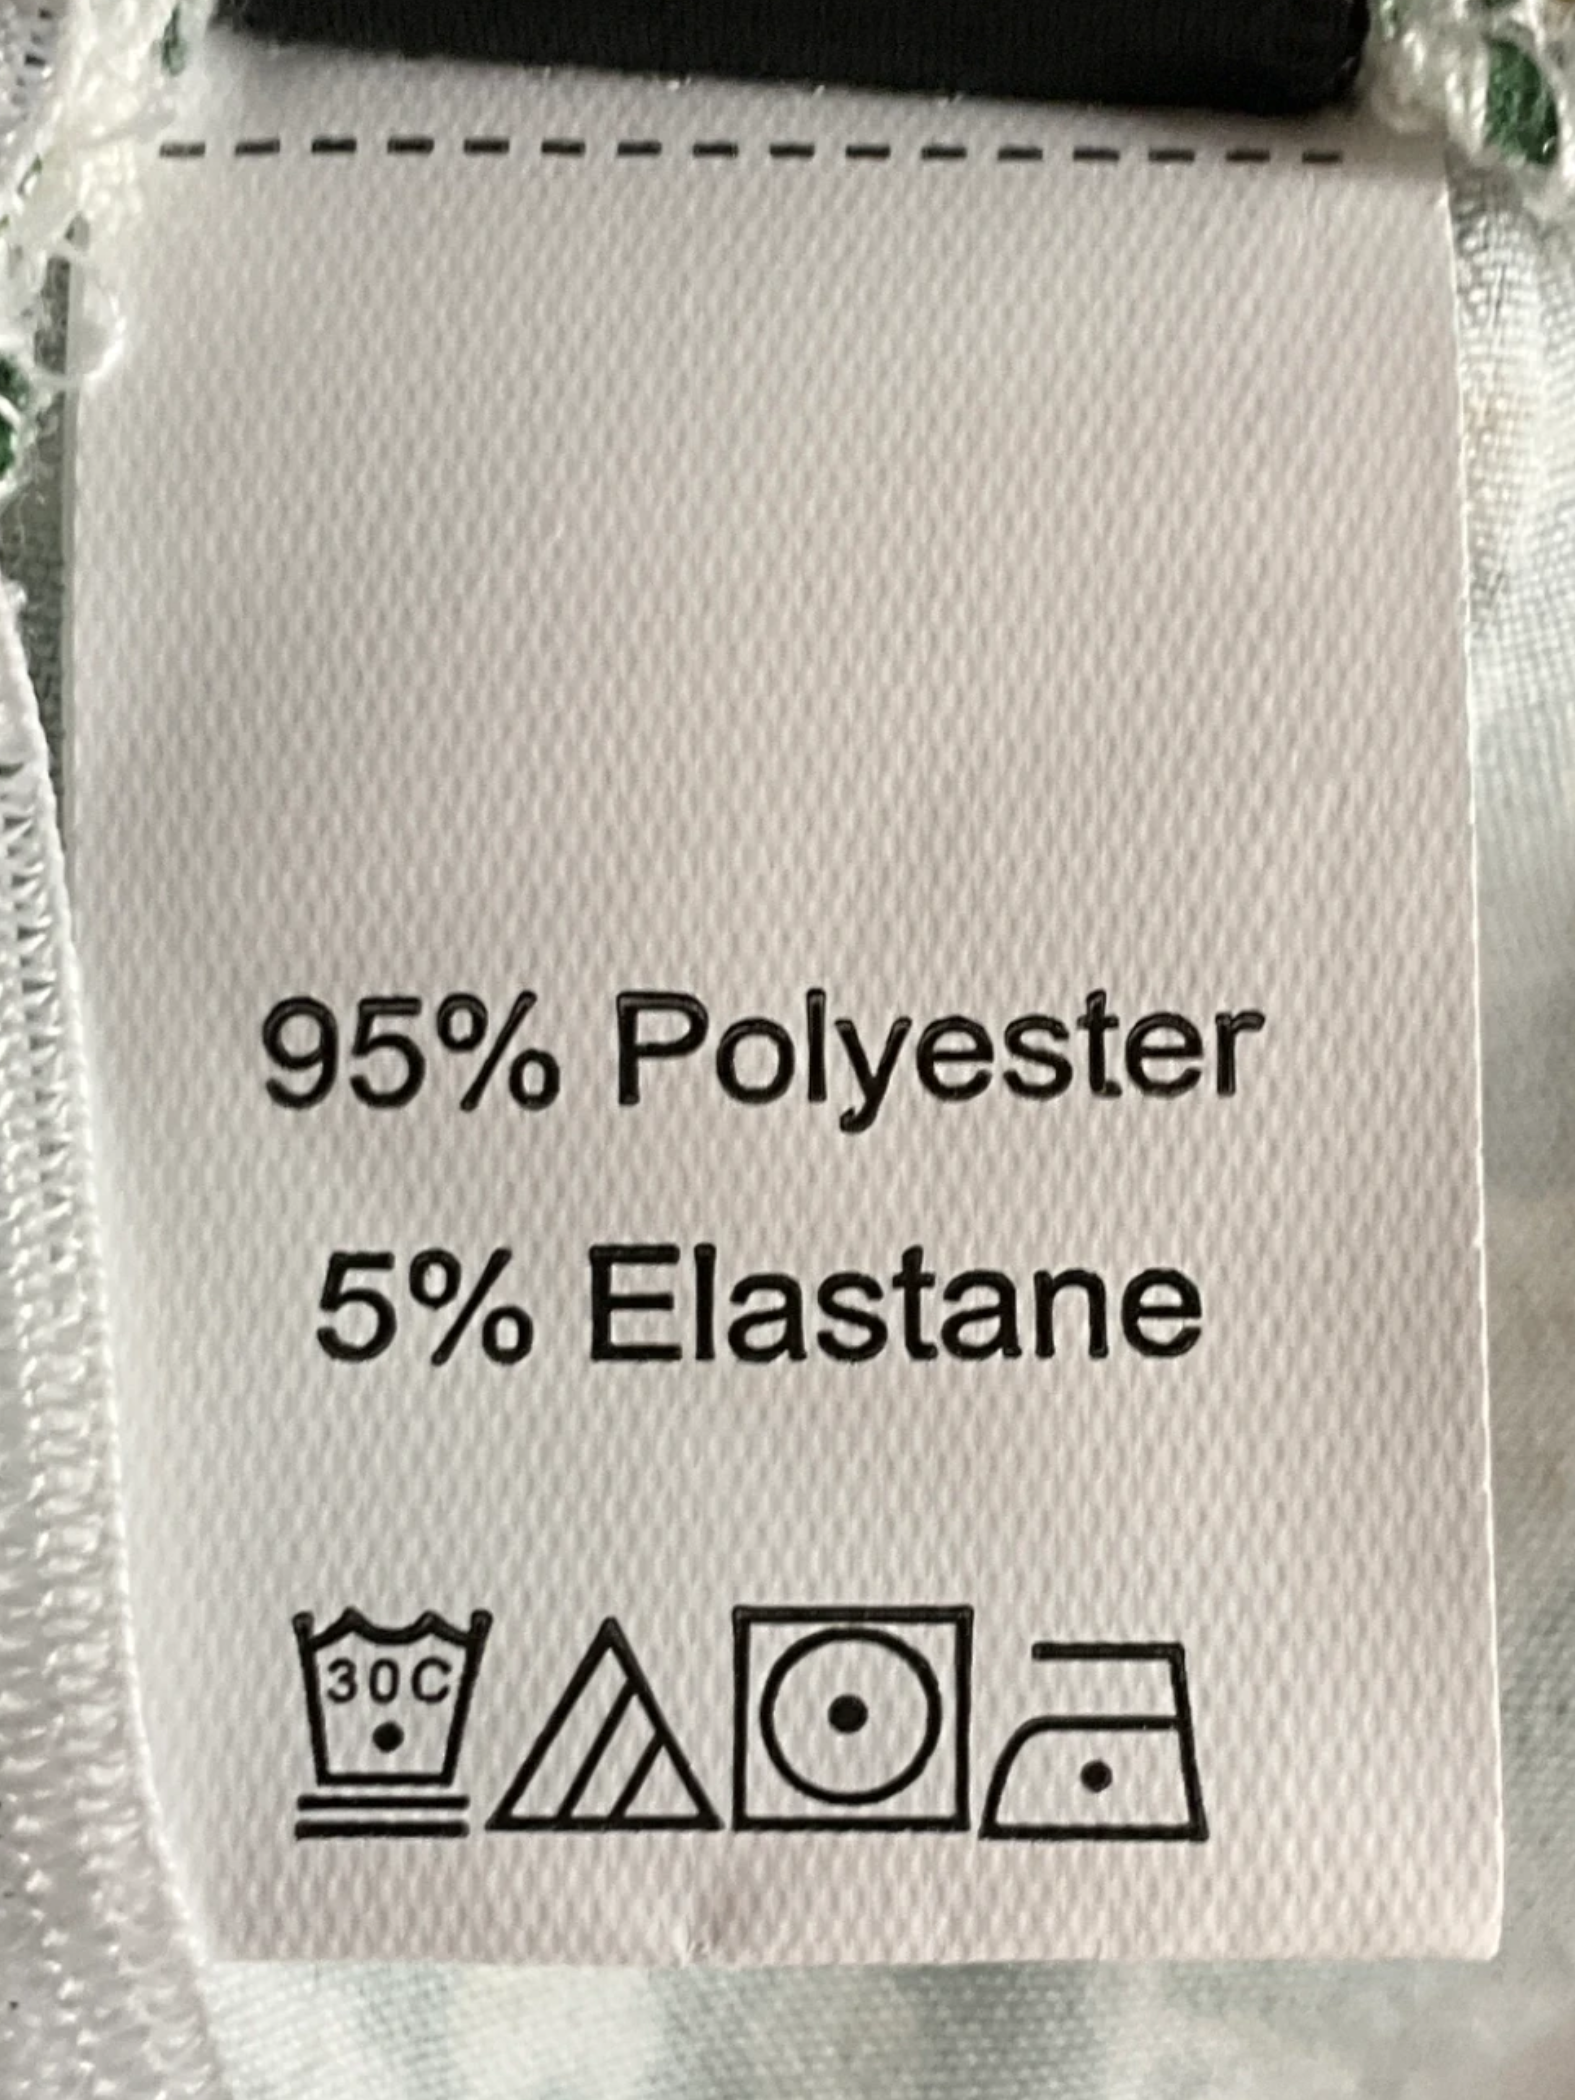 95% Polyester
5% Elastane
30C